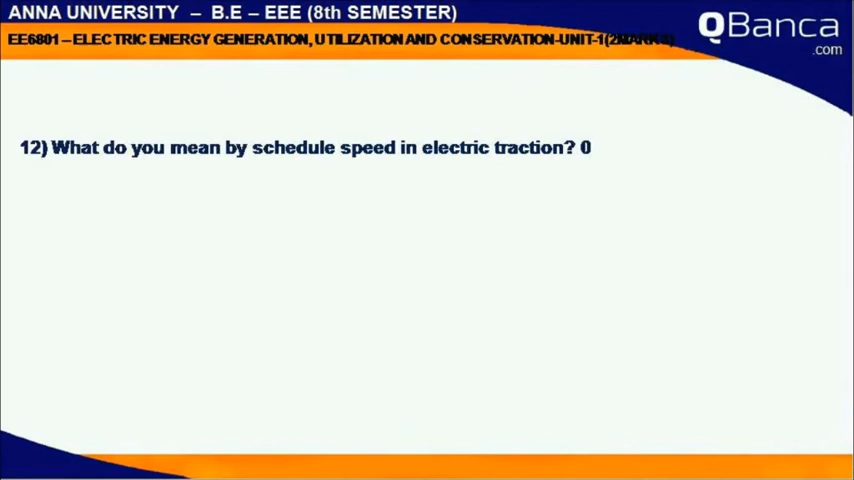 ANNA UNIVERSITY – B.E – EEE (8th SEMESTER)
EE6801 – ELECTRIC ENERGY GENERATION, UTILIZATION AND CONSERVATION-UNIT-1(2MARKS)
QBanca
.com
12) What do you mean by schedule speed in electric traction? 0